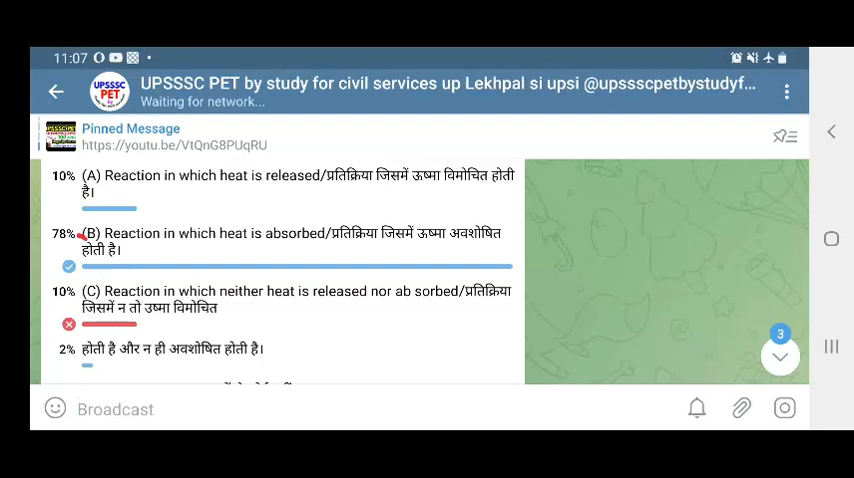 11:07
UPSSSC PET by study for civil services up Lekhpal si upsi @upssscpetbystudyf...
Waiting for network...
UPSSSC
PET
by
Pinned Message
https://youtu.be/VtQnG8PUqRU
10% (A) Reaction in which heat is released/प्रतिक्रिया जिसमें ऊष्मा विमोचित होती
है।
78% (B) Reaction in which heat is absorbed/प्रतिक्रिया जिसमें ऊष्मा अवशोषित
होती है।
10% (C) Reaction in which neither heat is released nor ab sorbed/प्रतिक्रिया
जिसमें न तो उष्मा विमोचित
2% होती है और न ही अवशोषित होती है।
3
Broadcast